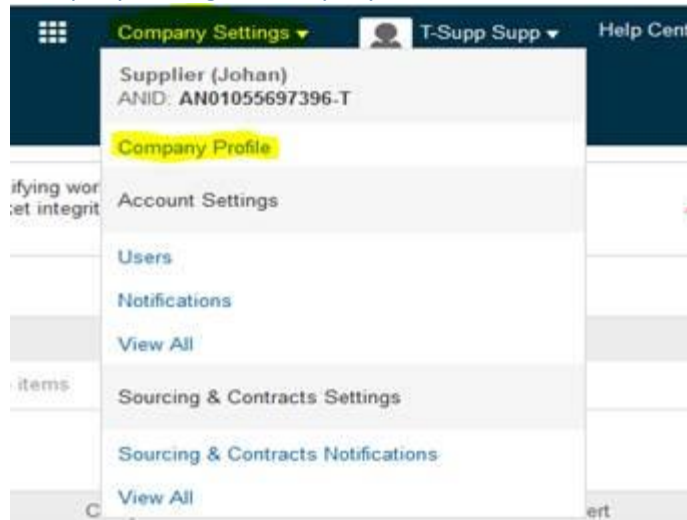 Company Settings
T-Supp Supp
Help Cent
Supplier (Johan)
ANID: AN01055697396-T
Company Profile
ifying wor
et integrit
Account Settings
Users
Notifications
View All
items
Sourcing & Contracts Settings
Sourcing & Contracts Notifications
View All
C
ert